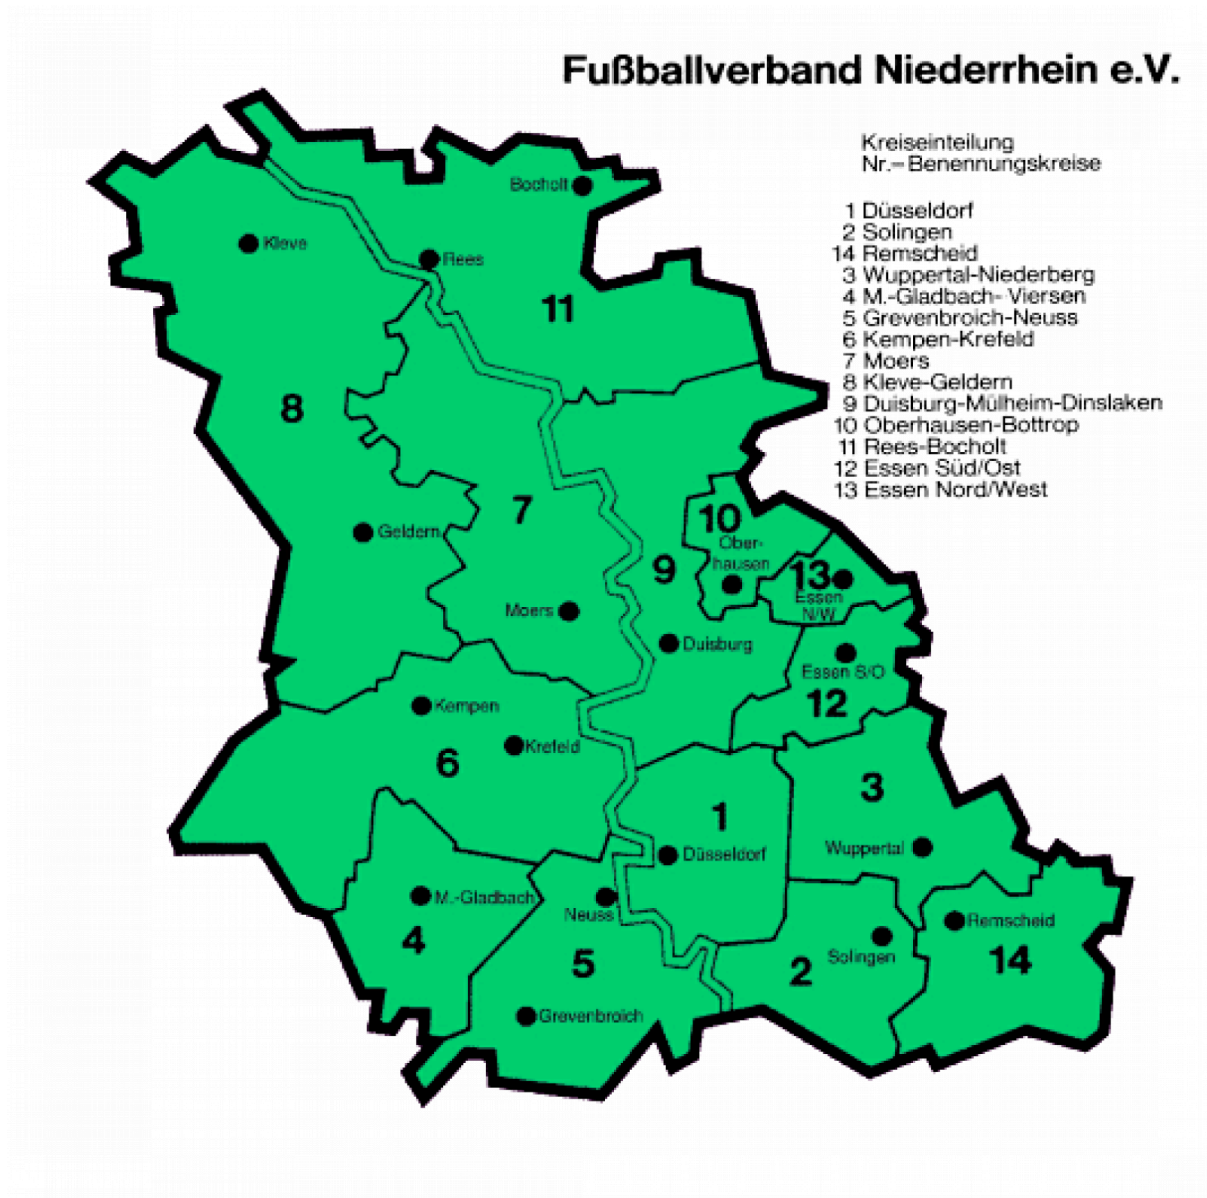 Fußballverband Niederrhein e.V.
Kreiseinteilung
Nr.–Benennungskreise
1 Düsseldorf
2 Solingen
14 Remscheid
3 Wuppertal-Niederberg
4 M.-Gladbach- Viersen
5 Grevenbroich-Neuss
6 Kempen-Krefeld
7 Moers
8 Kleve-Geldern
9 Duisburg-Mülheim-Dinslaken
10 Oberhausen-Bottrop
11 Rees-Bocholt
12 Essen Süd/Ost
13 Essen Nord/West
Bocholt
Kleve
Rees
11
8
7
10
Ober-
hausen
Geldern
9
13
Essen
N/W
Moers
Duisburg
Essen S/O
12
Kempen
Krefeld
6
3
1
Wuppertal
Düsseldorf
M.-Gladbach
Neuss
4
Remscheid
Solingen
5
2
14
Grevenbroich